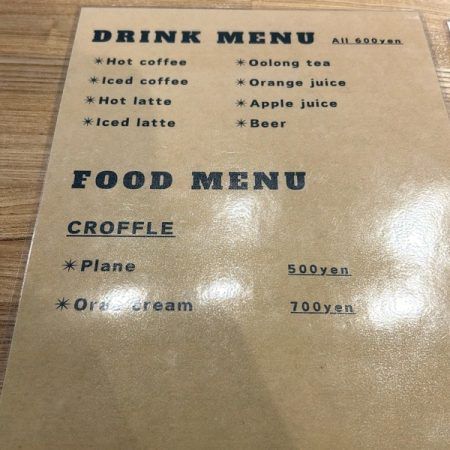 DRINK MENU All 600yen
✴Hot coffee ✴Oolong tea
✴Iced coffee ✴Orange juice
✴Hot latte ✴Apple juice
✴Iced latte ✴Beer
FOOD MENU
CROFFLE
✴Plane 500yen
✴ cream 700yen